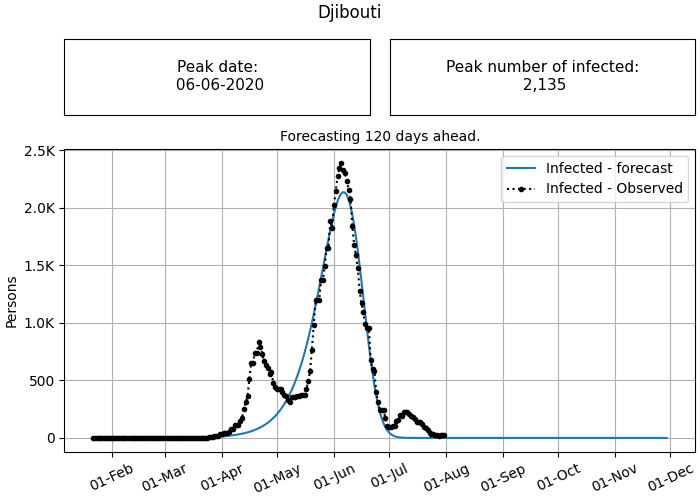 Djibouti
Peak date:
06-06-2020
Peak number of infected:
2,135
Forecasting 120 days ahead.
Infected - forecast
Infected - Observed
Persons
2.5K
2.0K
1.5K
1.0K
500
0
01-Feb
01-Mar
01-Apr
01-May
01-Jun
01-Jul
01-Aug
01-Sep
01-Oct
01-Nov
01-Dec